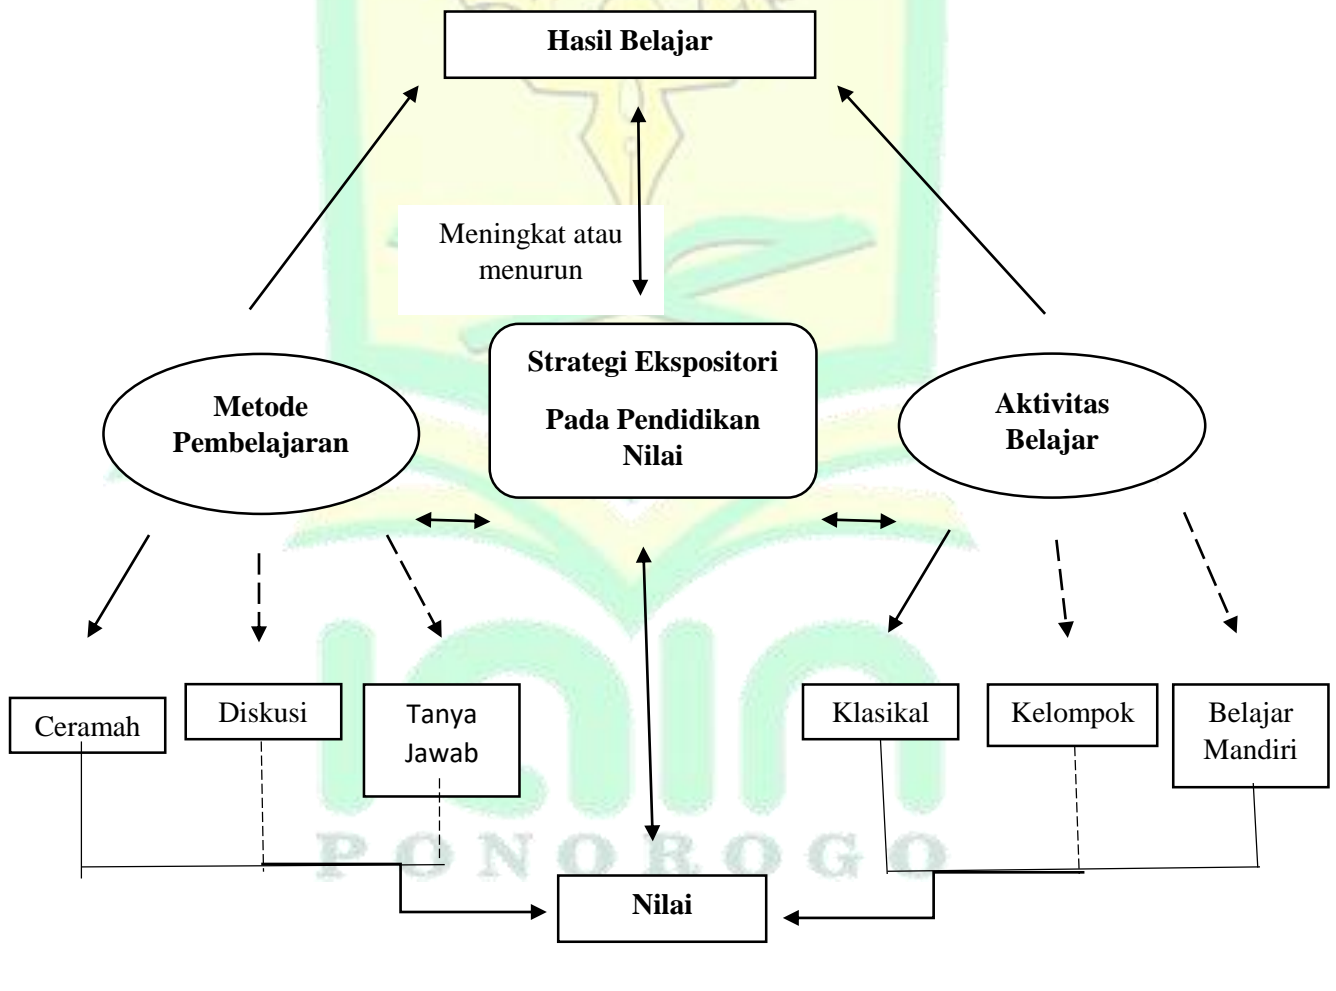 Hasil Belajar
Meningkat atau
menurun
Strategi Ekspositori
Pada Pendidikan
Nilai
Metode
Pembelajaran
Aktivitas
Belajar
Ceramah
Diskusi
Tanya
Jawab
Klasikal
Kelompok
Belajar
Mandiri
iain
PONOROGO
Nilai